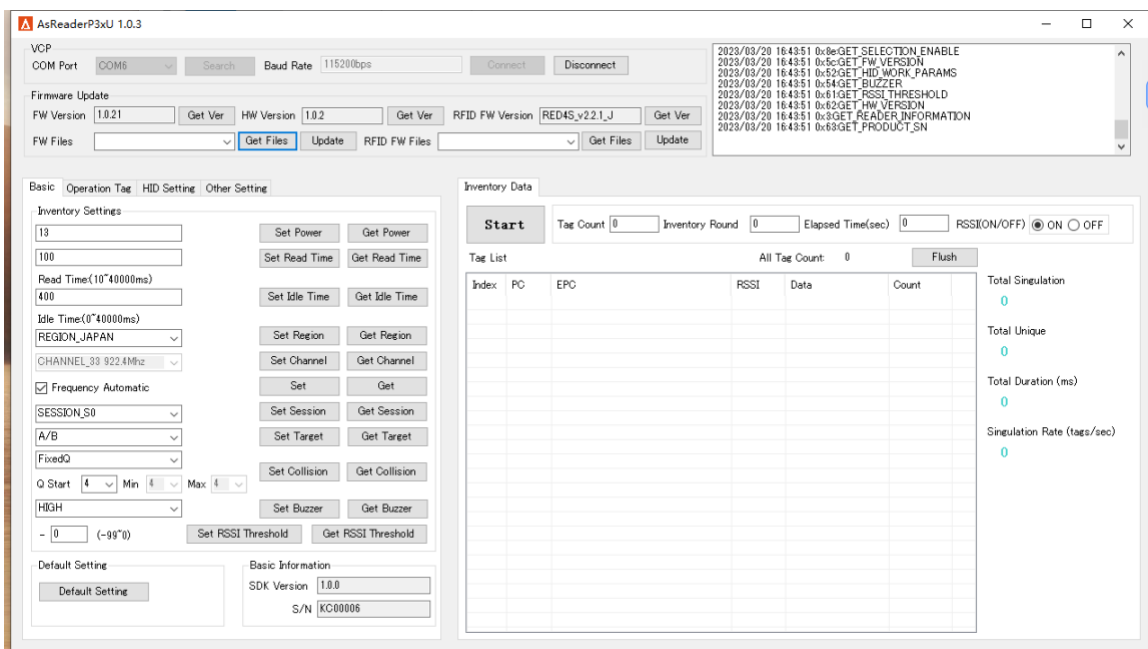 AsReaderP3xU 1.0.3
VCP
COM Port COM6 Search Baud Rate 115200bps Connect Disconnect
2023/03/20 16:43:51 0x8e:GET_SELECTION_ENABLE
2023/03/20 16:43:51 0x5c:GET_FW_VERSION
2023/03/20 16:43:51 0x52:GET_HID_WORK_PARAMS
2023/03/20 16:43:51 0x54:GET_BUZZER
2023/03/20 16:43:51 0x61:GET_RSSI_THRESHOLD
2023/03/20 16:43:51 0x62:GET_HW_VERSION
2023/03/20 16:43:51 0x3:GET_READER_INFORMATION
2023/03/20 16:43:51 0x63:GET_PRODUCT_SN
Firmware Update
FW Version 1.0.21 Get Ver HW Version 1.0.2 Get Ver RFID FW Version RED4S_v2.2.1_J Get Ver
FW Files Get Files Update RFID FW Files Get Files Update
Basic Operation Tag HID Setting Other Setting
Inventory Settings
13 Set Power Get Power
100 Set Read Time Get Read Time
Read Time:(10~40000ms)
400 Set Idle Time Get Idle Time
Idle Time:(0~40000ms)
REGION_JAPAN Set Region Get Region
CHANNEL_33 922.4Mhz Set Channel Get Channel
Frequency Automatic Set Get
SESSION_S0 Set Session Get Session
A/B Set Target Get Target
FixedQ Set Collision Get Collision
Q Start 4 Min 4 Max 4
HIGH Set Buzzer Get Buzzer
- 0 (-99~0) Set RSSI Threshold Get RSSI Threshold
Default Setting
Default Setting
Basic Information
SDK Version 1.0.0
S/N KC00006
Inventory Data
Start Tag Count 0 Inventory Round 0 Elapsed Time(sec) 0 RSSI(ON/OFF) ON OFF
Tag List All Tag Count: 0 Flush
Index PC EPC RSSI Data Count
Total Singulation
0
Total Unique
0
Total Duration (ms)
0
Singulation Rate (tags/sec)
0